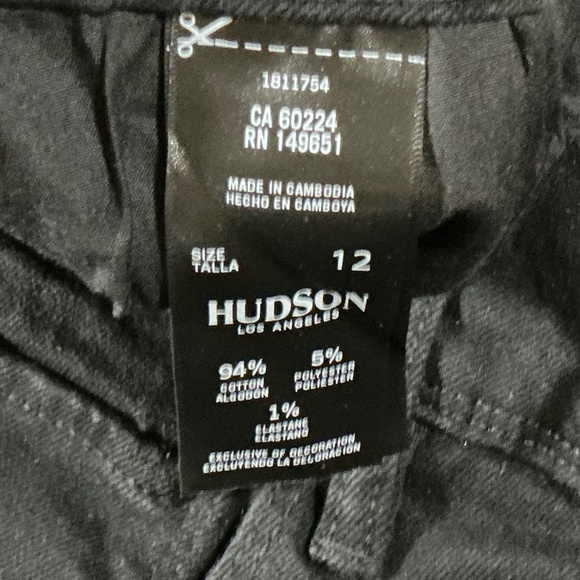 1811754
CA 60224
RN 149651
MADE IN CAMBODIA
HECHO EN CAMBOYA
SIZE 12
TALLA
HUDSON
LOS ANGELES
94% 5%
COTTON POLYESTER
ALGODON POLIESTER
1%
ELASTANE
ELASTANO
EXCLUSIVE OF DECORATION
EXCLUYENDO LA DECORACION